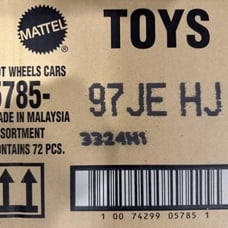 MATTEL
TOYS
OT WHEELS CARS
5785-
97JE HJ
ADE IN MALAYSIA
SORTMENT
3324H1
ONTAINS 72 PCS.
1 00 74299 05785 1